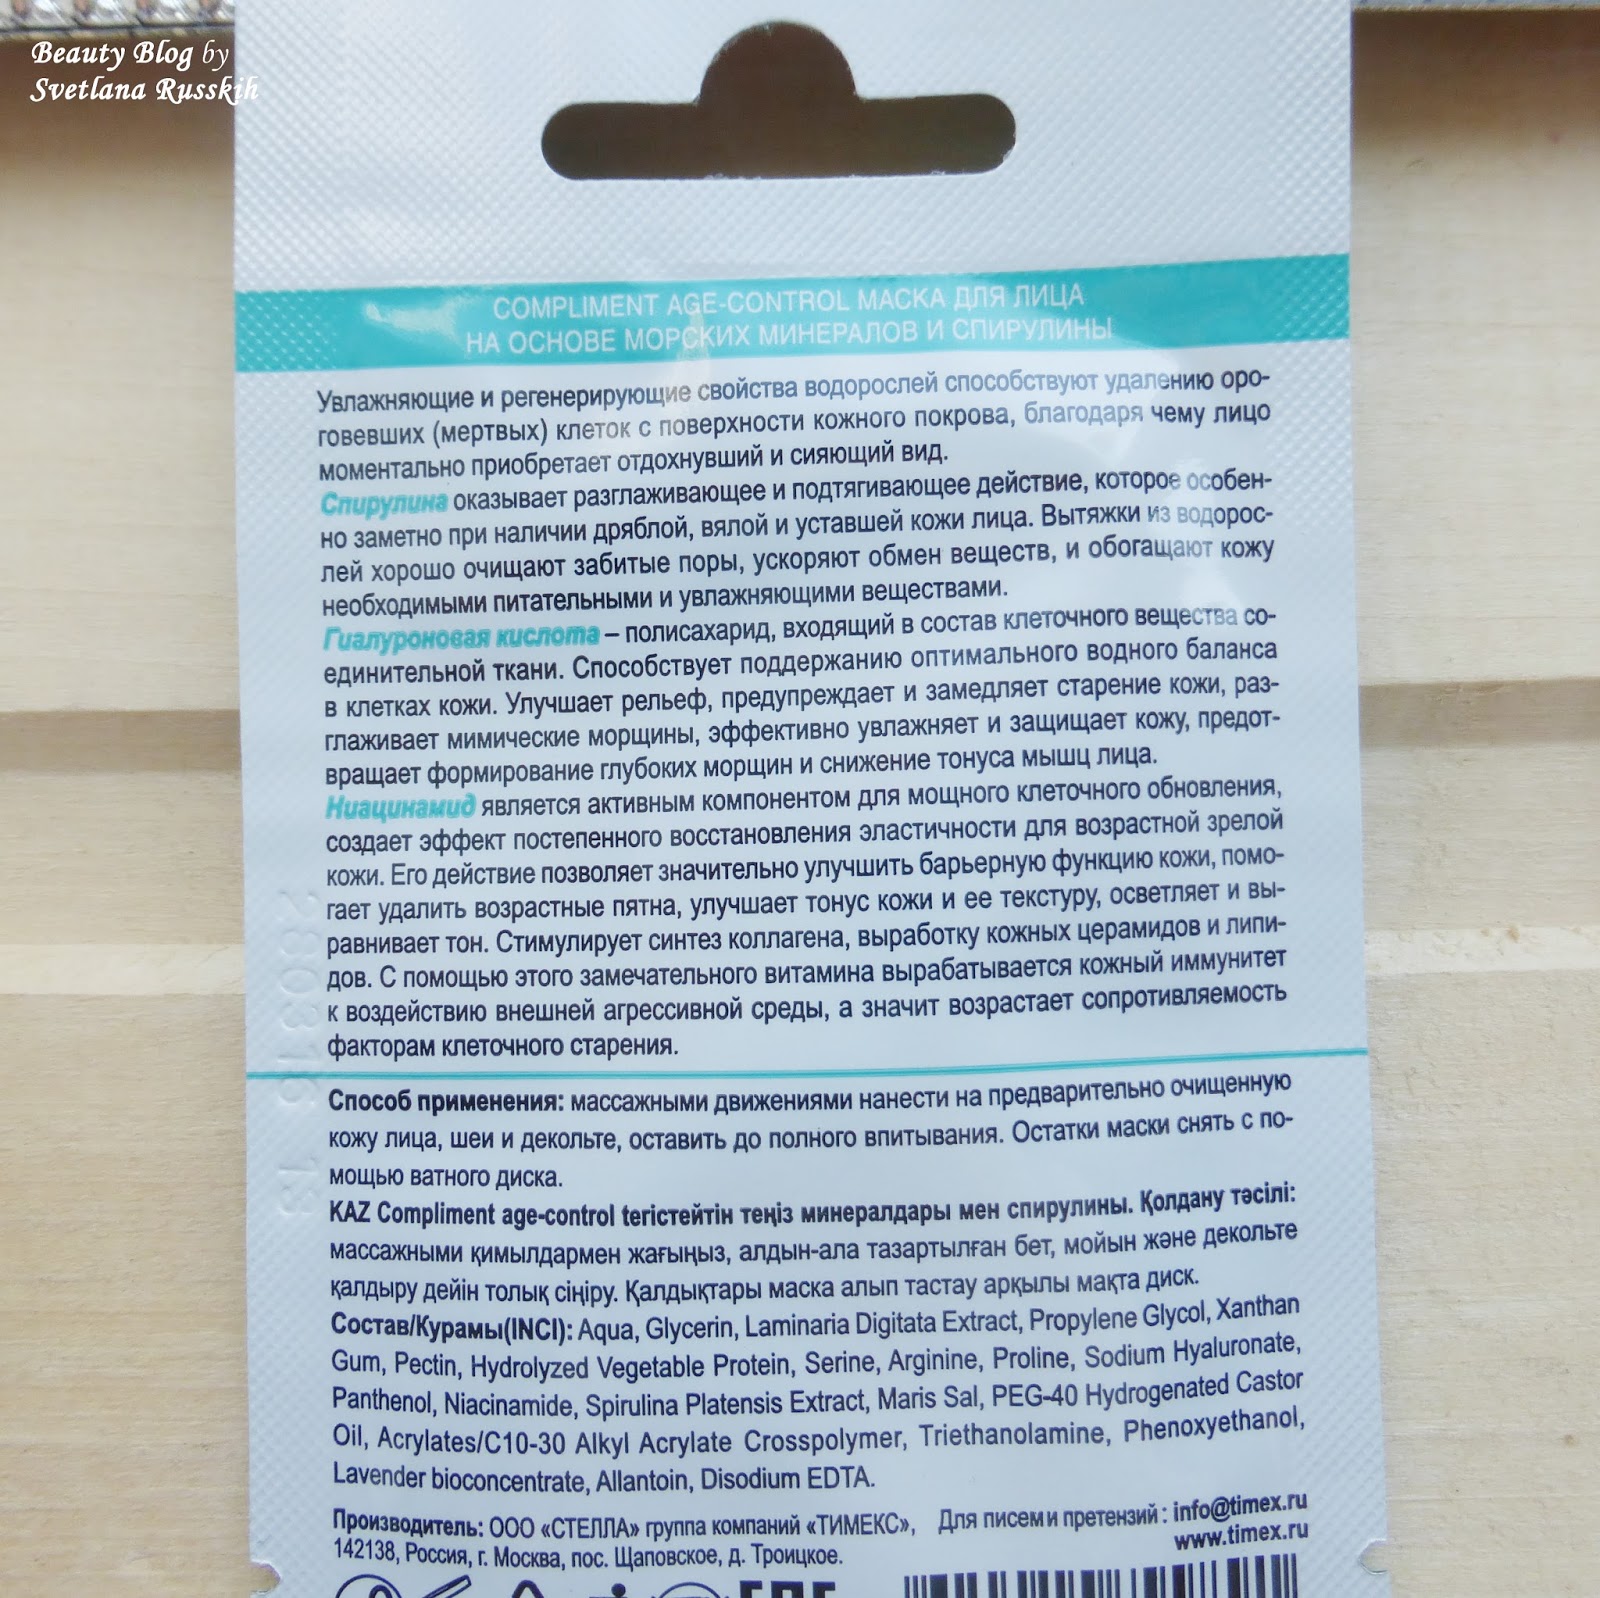 Beauty Blog by
Svetlana Russkih
COMPLIMENT AGE-CONTROL МАСКА ДЛЯ ЛИЦА
НА ОСНОВЕ МОРСКИХ МИНЕРАЛОВ И СПИРУЛИНЫ
Увлажняющие и регенерирующие свойства водорослей способствуют удалению оро-
говевших (мертвых) клеток с поверхности кожного покрова, благодаря чему лицо
моментально приобретает отдохнувший и сияющий вид.
Спирулина оказывает разглаживающее и подтягивающее действие, которое особен-
но заметно при наличии дряблой, вялой и уставшей кожи лица. Вытяжки из водорос-
лей хорошо очищают забитые поры, ускоряют обмен веществ, и обогащают кожу
необходимыми питательными и увлажняющими веществами.
Гиалуроновая кислота – полисахарид, входящий в состав клеточного вещества со-
единительной ткани. Способствует поддержанию оптимального водного баланса
в клетках кожи. Улучшает рельеф, предупреждает и замедляет старение кожи, раз-
глаживает мимические морщины, эффективно увлажняет и защищает кожу, предот-
вращает формирование глубоких морщин и снижение тонуса мышц лица.
Ниацинамид является активным компонентом для мощного клеточного обновления,
создает эффект постепенного восстановления эластичности для возрастной зрелой
кожи. Его действие позволяет значительно улучшить барьерную функцию кожи, помо-
гает удалить возрастные пятна, улучшает тонус кожи и ее текстуру, осветляет и вы-
равнивает тон. Стимулирует синтез коллагена, выработку кожных церамидов и липи-
дов. С помощью этого замечательного витамина вырабатывается кожный иммунитет
к воздействию внешней агрессивной среды, а значит возрастает сопротивляемость
факторам клеточного старения.
280316 18
Способ применения: массажными движениями нанести на предварительно очищенную
кожу лица, шеи и декольте, оставить до полного впитывания. Остатки маски снять с по-
мощью ватного диска.
KAZ Compliment age-control тегістейтін теңіз минералдары мен спирулины. Қолдану тәсілі:
массажными қимылдармен жағыңыз, алдын-ала тазартылған бет, мойын және декольте
қалдыру дейін толық сіңіру. Қалдықтары маска алып тастау арқылы мақта диск.
Состав/Курамы(INCI): Aqua, Glycerin, Laminaria Digitata Extract, Propylene Glycol, Xanthan
Gum, Pectin, Hydrolyzed Vegetable Protein, Serine, Arginine, Proline, Sodium Hyaluronate,
Panthenol, Niacinamide, Spirulina Platensis Extract, Maris Sal, PEG-40 Hydrogenated Castor
Oil, Acrylates/C10-30 Alkyl Acrylate Crosspolymer, Triethanolamine, Phenoxyethanol,
Lavender bioconcentrate, Allantoin, Disodium EDTA.
Производитель: ООО «СТЕЛЛА» группа компаний «ТИМЕКС»,
142138, Россия, г. Москва, пос. Щаповское, д. Троицкое.
Для писем и претензий : info@timex.ru
www.timex.ru